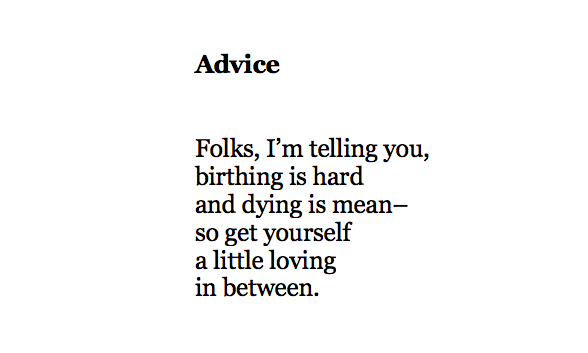 Advice
Folks, I’m telling you,
birthing is hard
and dying is mean–
so get yourself
a little loving
in between.